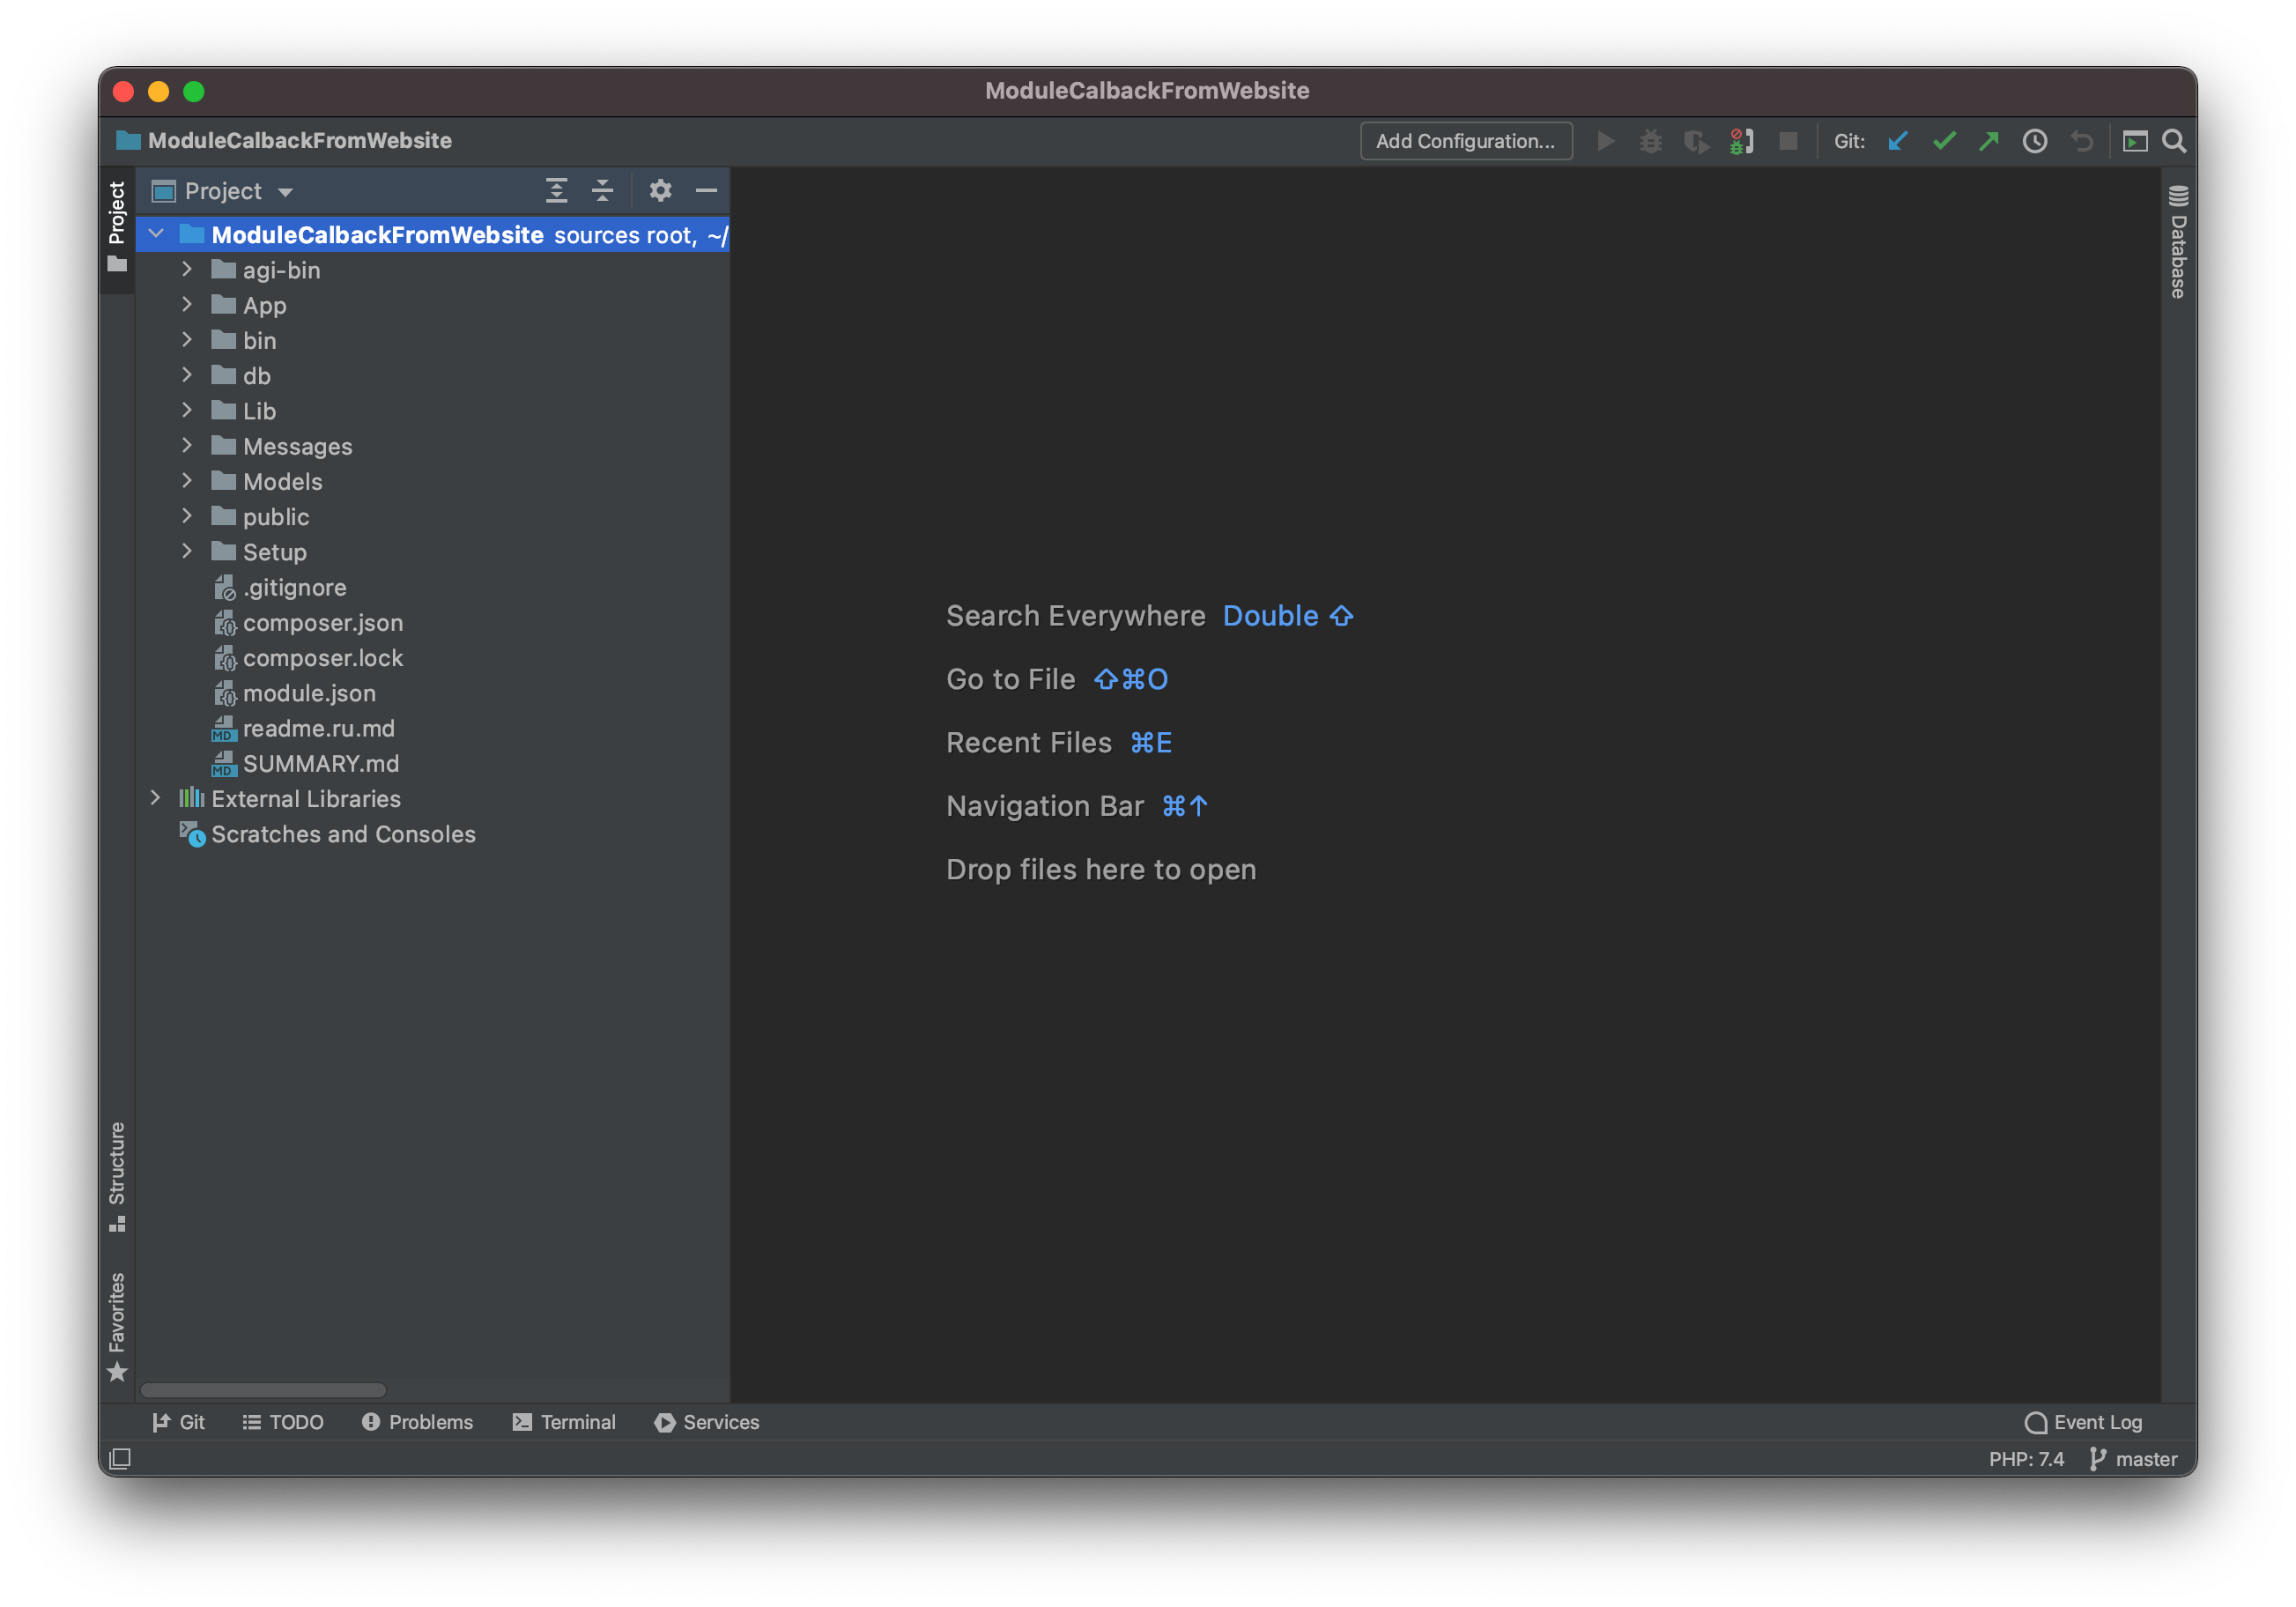 ModuleCalbackFromWebsite
ModuleCalbackFromWebsite
Add Configuration...
Git:
Project
Project
ModuleCalbackFromWebsite sources root, ~/
agi-bin
App
bin
db
Lib
Messages
Models
public
Setup
.gitignore
composer.json
composer.lock
module.json
readme.ru.md
SUMMARY.md
External Libraries
Scratches and Consoles
Structure
Favorites
Search Everywhere Double ⇧
Go to File ⇧⌘O
Recent Files ⌘E
Navigation Bar ⌘↑
Drop files here to open
Database
Git
TODO
Problems
Terminal
Services
Event Log
PHP: 7.4
master